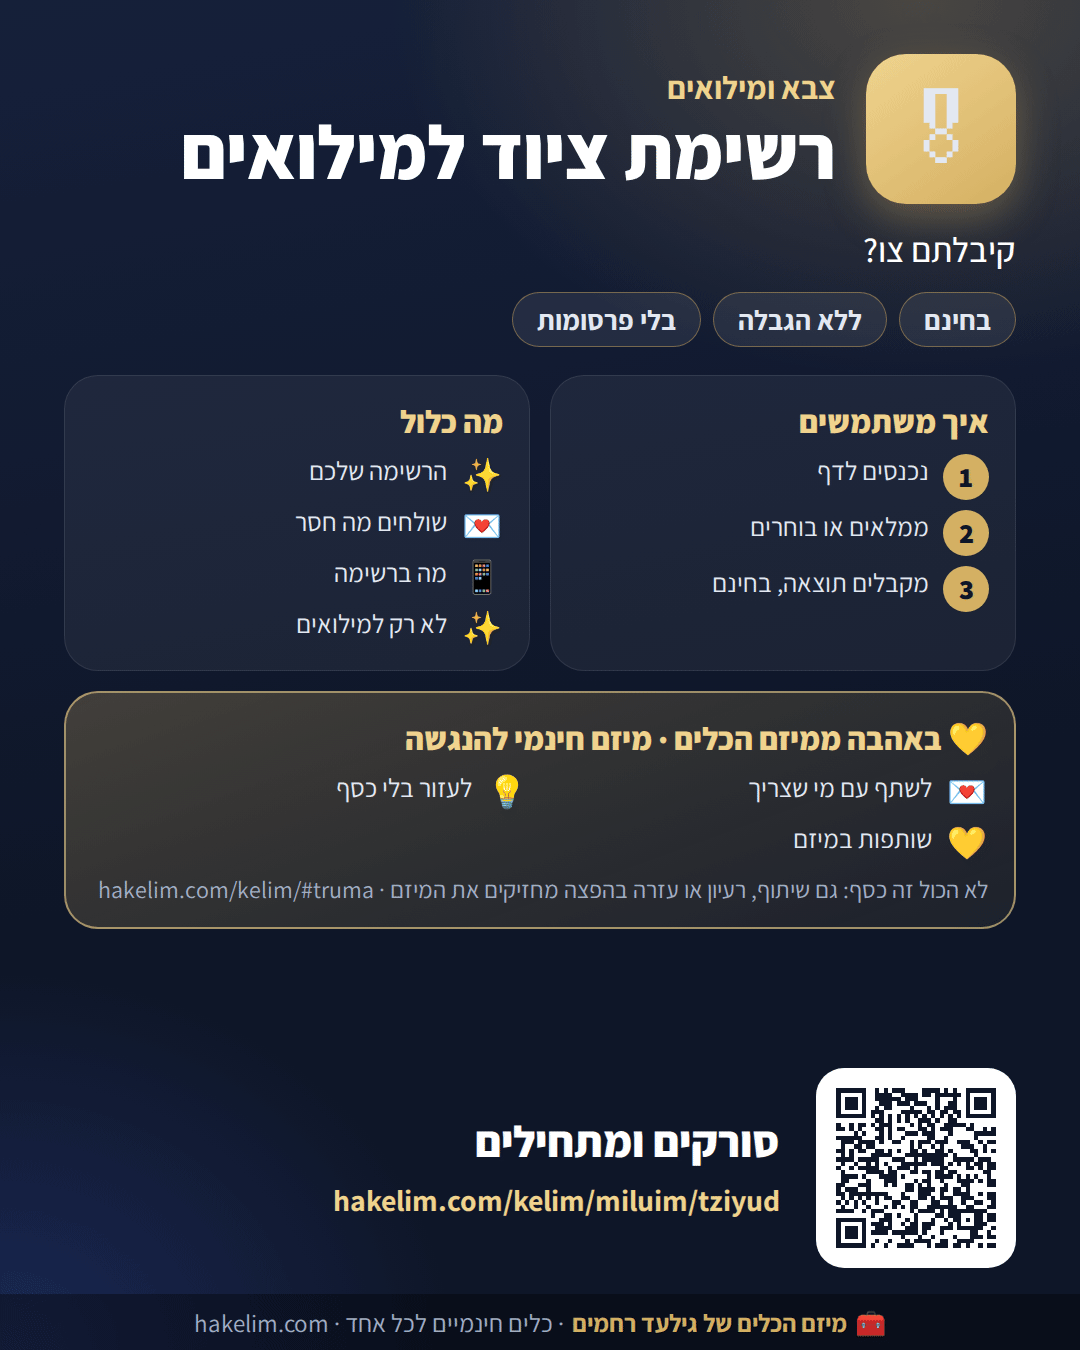 צבא ומילואים
רשימת ציוד למילואים
קיבלתם צו?
בחינם
ללא הגבלה
בלי פרסומות
איך משתמשים
1 נכנסים לדף
2 ממלאים או בוחרים
3 מקבלים תוצאה, בחינם
מה כלול
הרשימה שלכם
שולחים מה חסר
מה ברשימה
לא רק למילואים
באהבה ממיזם הכלים · מיזם חינמי להנגשה
לשתף עם מי שצריך
לעזור בלי כסף
שותפות במיזם
לא הכול זה כסף: גם שיתוף, רעיון או עזרה בהפצה מחזיקים את המיזם · hakelim.com/kelim/#truma
סורקים ומתחילים
hakelim.com/kelim/miluim/tziyud
מיזם הכלים של גילעד רחמים · כלים חינמיים לכל אחד · hakelim.com